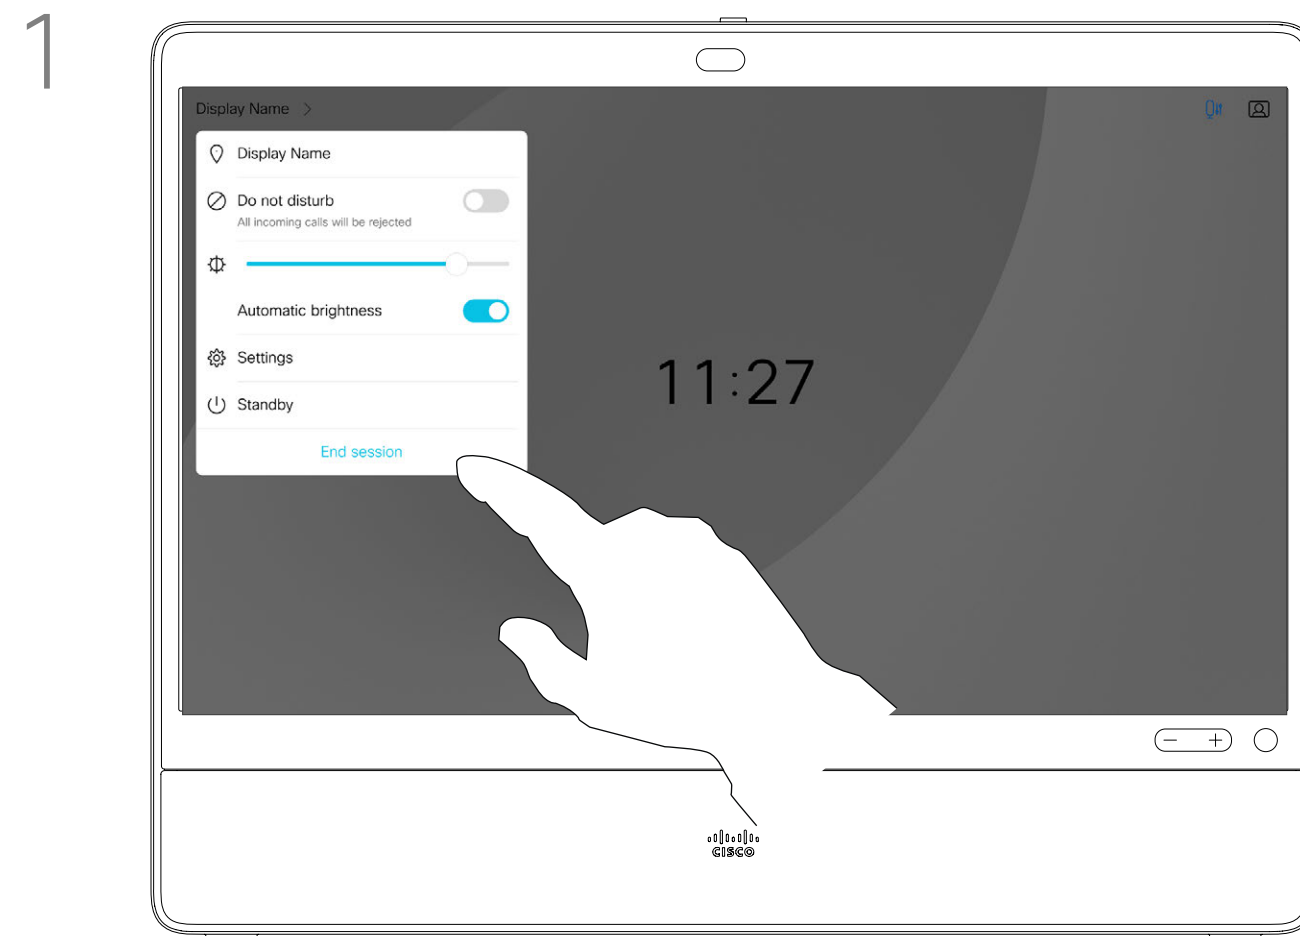 1
Display Name
Display Name
Do not disturb
All incoming calls will be rejected
Automatic brightness
Settings
Standby
End session
11:27
CISCO